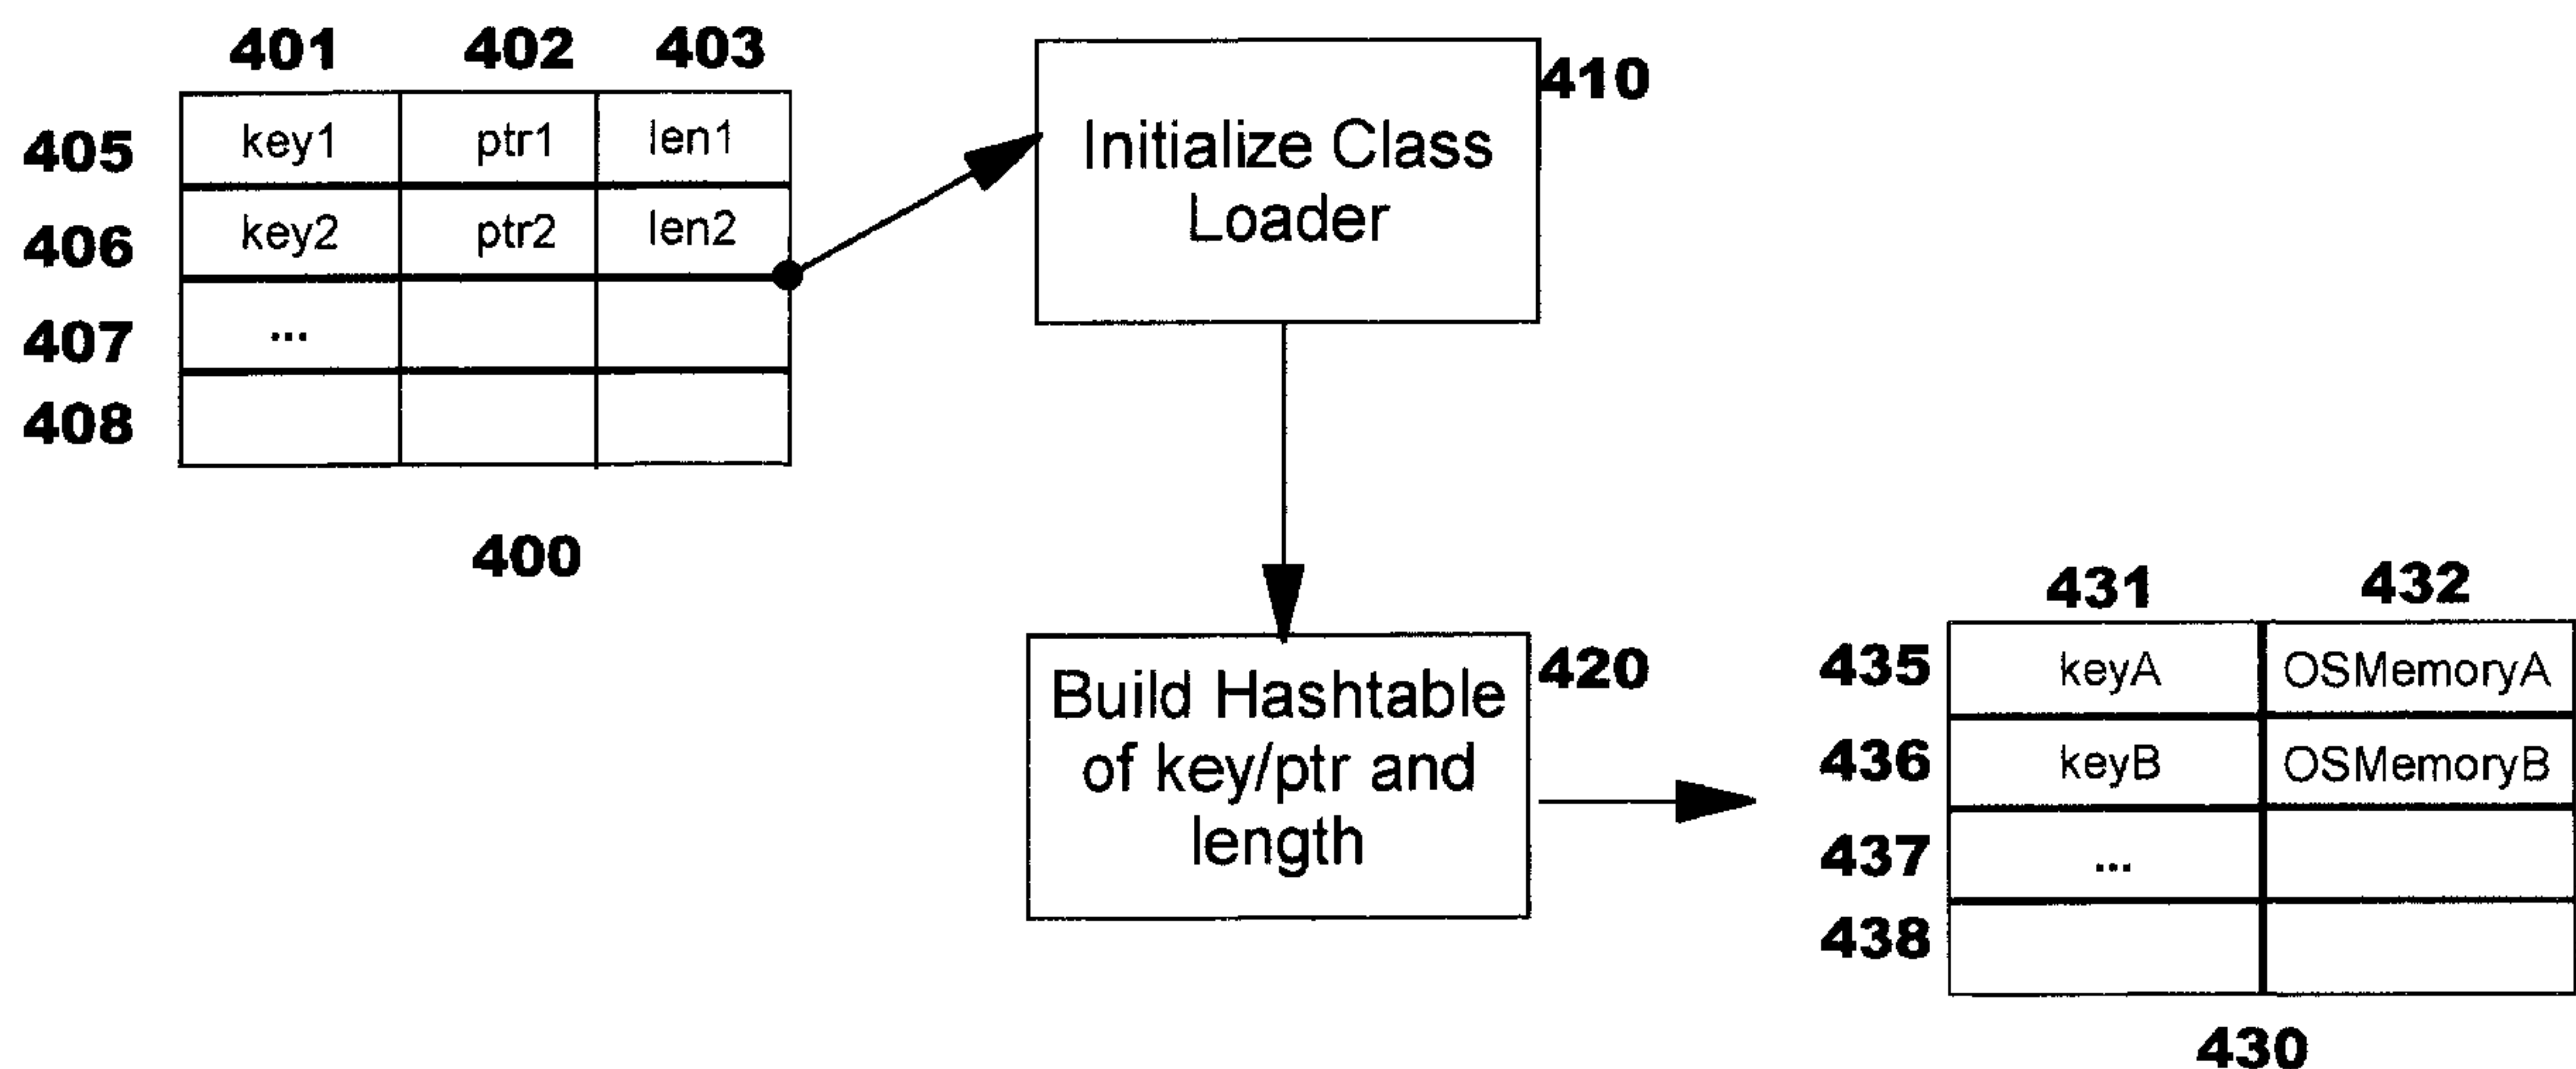 401 402 403
405 key1 ptr1 len1
406 key2 ptr2 len2
407 ...
408
400
410
Initialize Class
Loader
420
Build Hashtable
of key/ptr and
length
431 432
435 keyA OSMemoryA
436 keyB OSMemoryB
437 ...
438
430